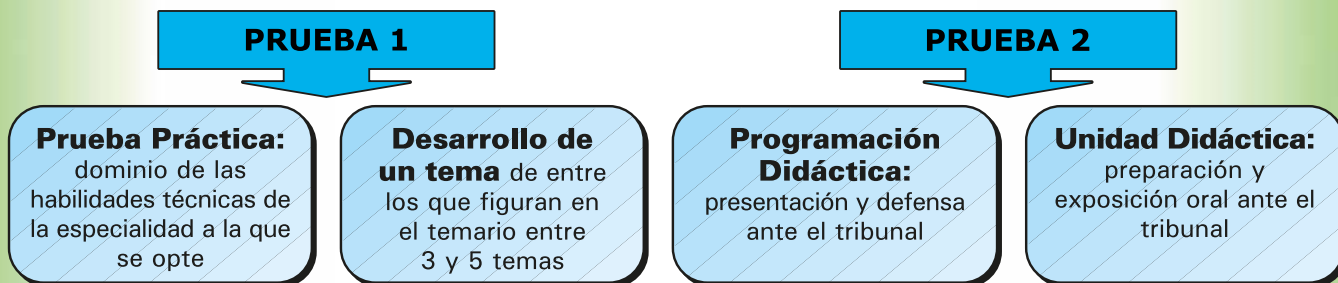 PRUEBA 1
Prueba Práctica:
dominio de las
habilidades técnicas de
la especialidad a la que
se opte
Desarrollo de
un tema de entre
los que figuran en
el temario entre
3 y 5 temas
PRUEBA 2
Programación
Didáctica:
presentación y defensa
ante el tribunal
Unidad Didáctica:
preparación y
exposición oral ante el
tribunal